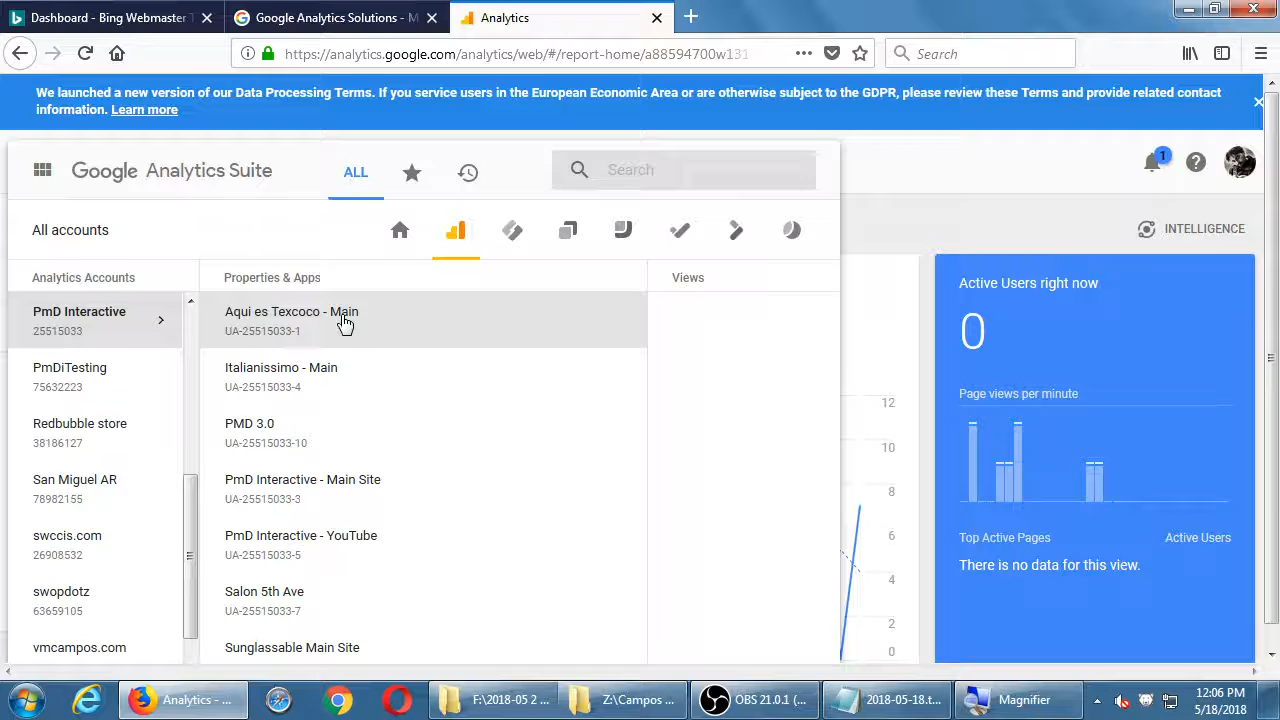 Dashboard - Bing Webmaster T
Google Analytics Solutions - M
Analytics
https://analytics.google.com/analytics/web/#/report-home/a88594700w131
Search
We launched a new version of our Data Processing Terms. If you service users in the European Economic Area or are otherwise subject to the GDPR, please review these Terms and provide related contact
information. Learn more
Google Analytics Suite
ALL
Search
1
All accounts
INTELLIGENCE
Analytics Accounts
Properties & Apps
Views
PmD Interactive
25515033
PmDiTesting
75632223
Redbubble store
38186127
San Miguel AR
78982155
swccis.com
26908532
swopdotz
63659105
vmcampos.com
Aqui es Texcoco - Main
UA-25515033-1
Italianissimo - Main
UA-25515033-4
PMD 3.0
UA-25515033-10
PmD Interactive - Main Site
UA-25515033-3
PmD Interactive - YouTube
UA-25515033-5
Salon 5th Ave
UA-25515033-7
Sunglassable Main Site
12
10
8
6
4
2
0
Active Users right now
0
Page views per minute
Top Active Pages
Active Users
There is no data for this view.
Analytics - ...
F:\2018-05 2 ...
Z:\Campos ...
OBS 21.0.1 (...
2018-05-18.t...
Magnifier
12:06 PM
5/18/2018